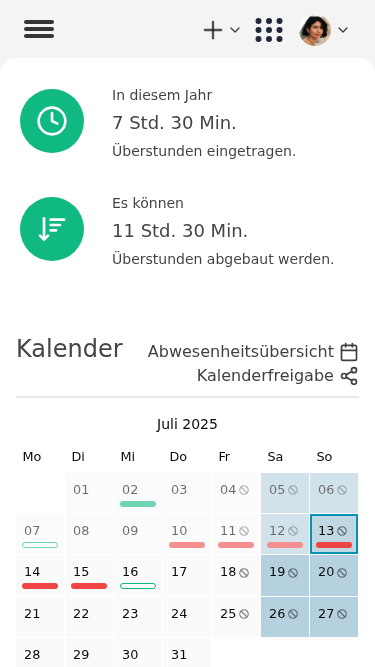 In diesem Jahr
7 Std. 30 Min.
Überstunden eingetragen.
Es können
11 Std. 30 Min.
Überstunden abgebaut werden.
Kalender
Abwesenheitsübersicht
Kalenderfreigabe
Juli 2025
Mo Di Mi Do Fr Sa So
01 02 03 04 05 06
07 08 09 10 11 12 13
14 15 16 17 18 19 20
21 22 23 24 25 26 27
28 29 30 31